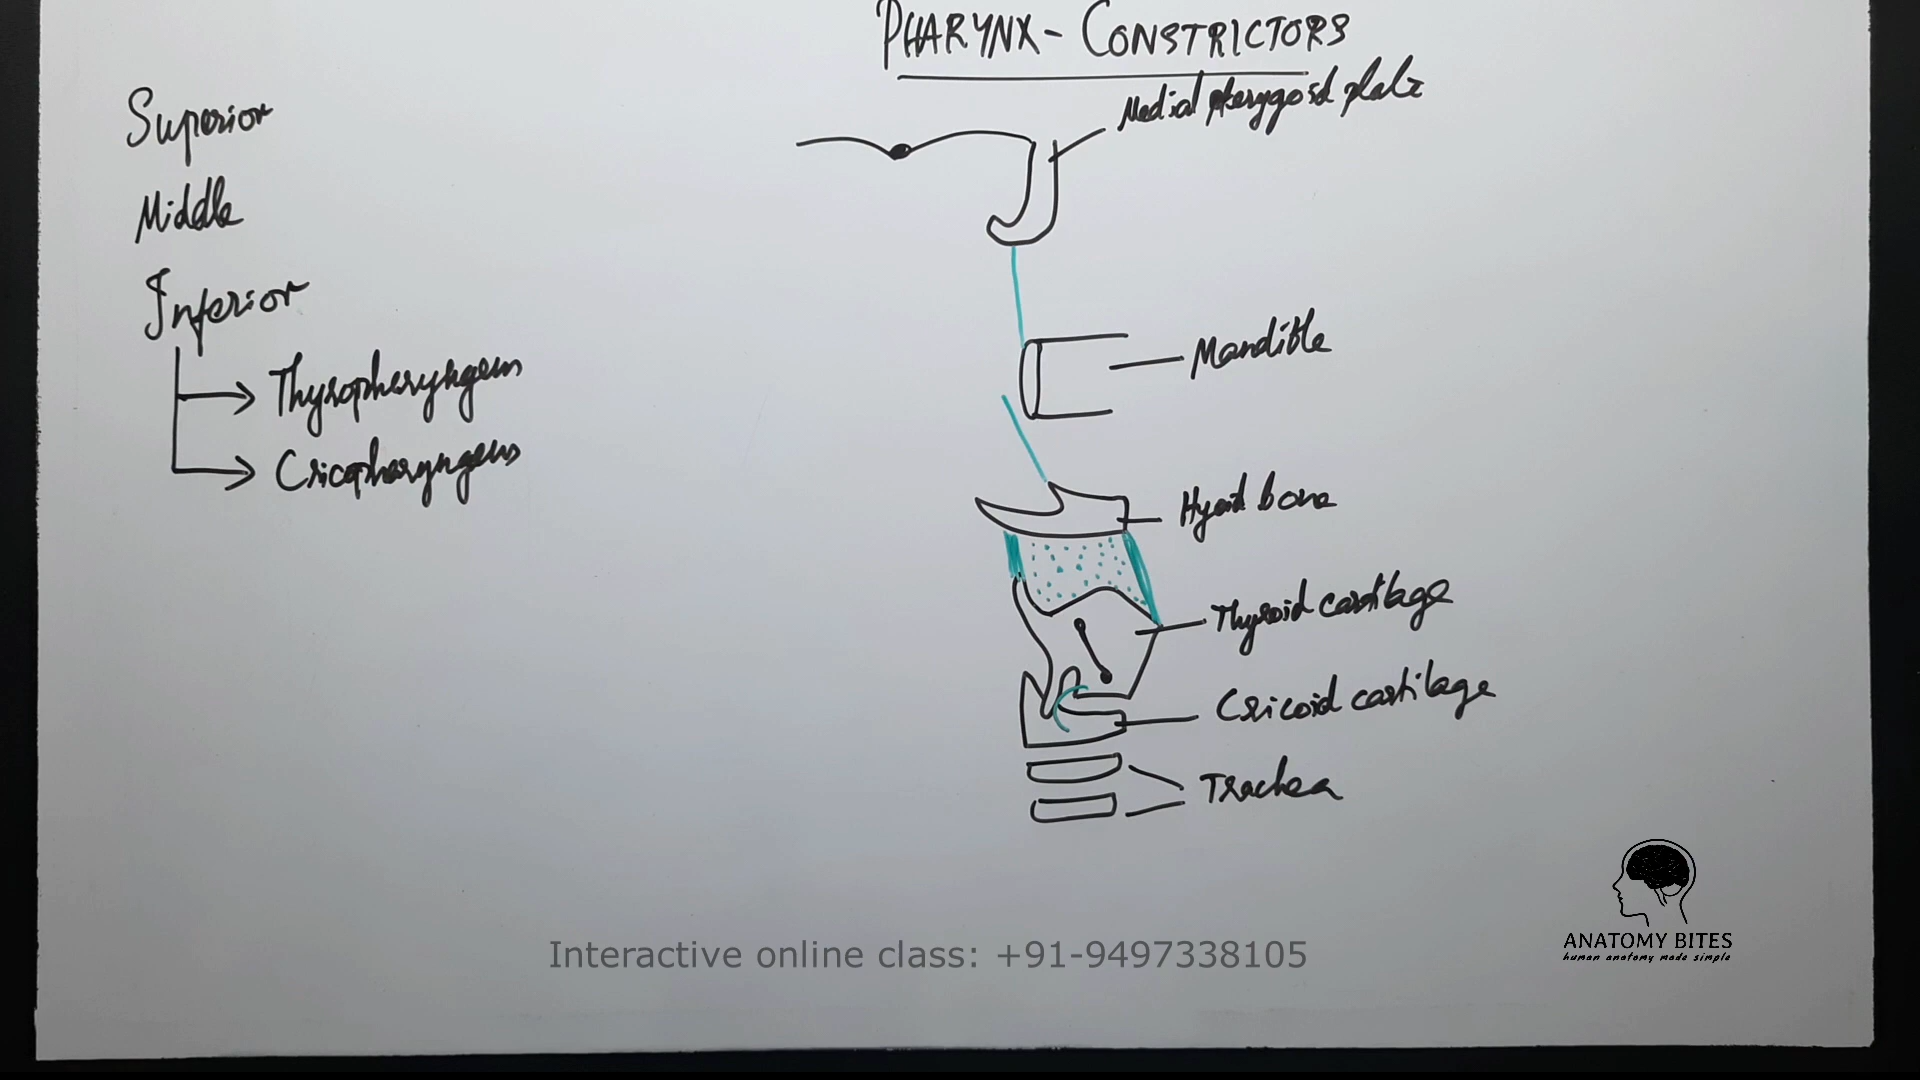 PHARYNX - CONSTRICTORS
Medial pterygoid plate
Superior
Middle
Inferior
Thyropharyngeus
Cricopharyngeus
Mandible
Hyoid bone
Thyroid cartilage
Cricoid cartilage
Trachea
ANATOMY BITES
human anatomy made simple
Interactive online class: +91-9497338105